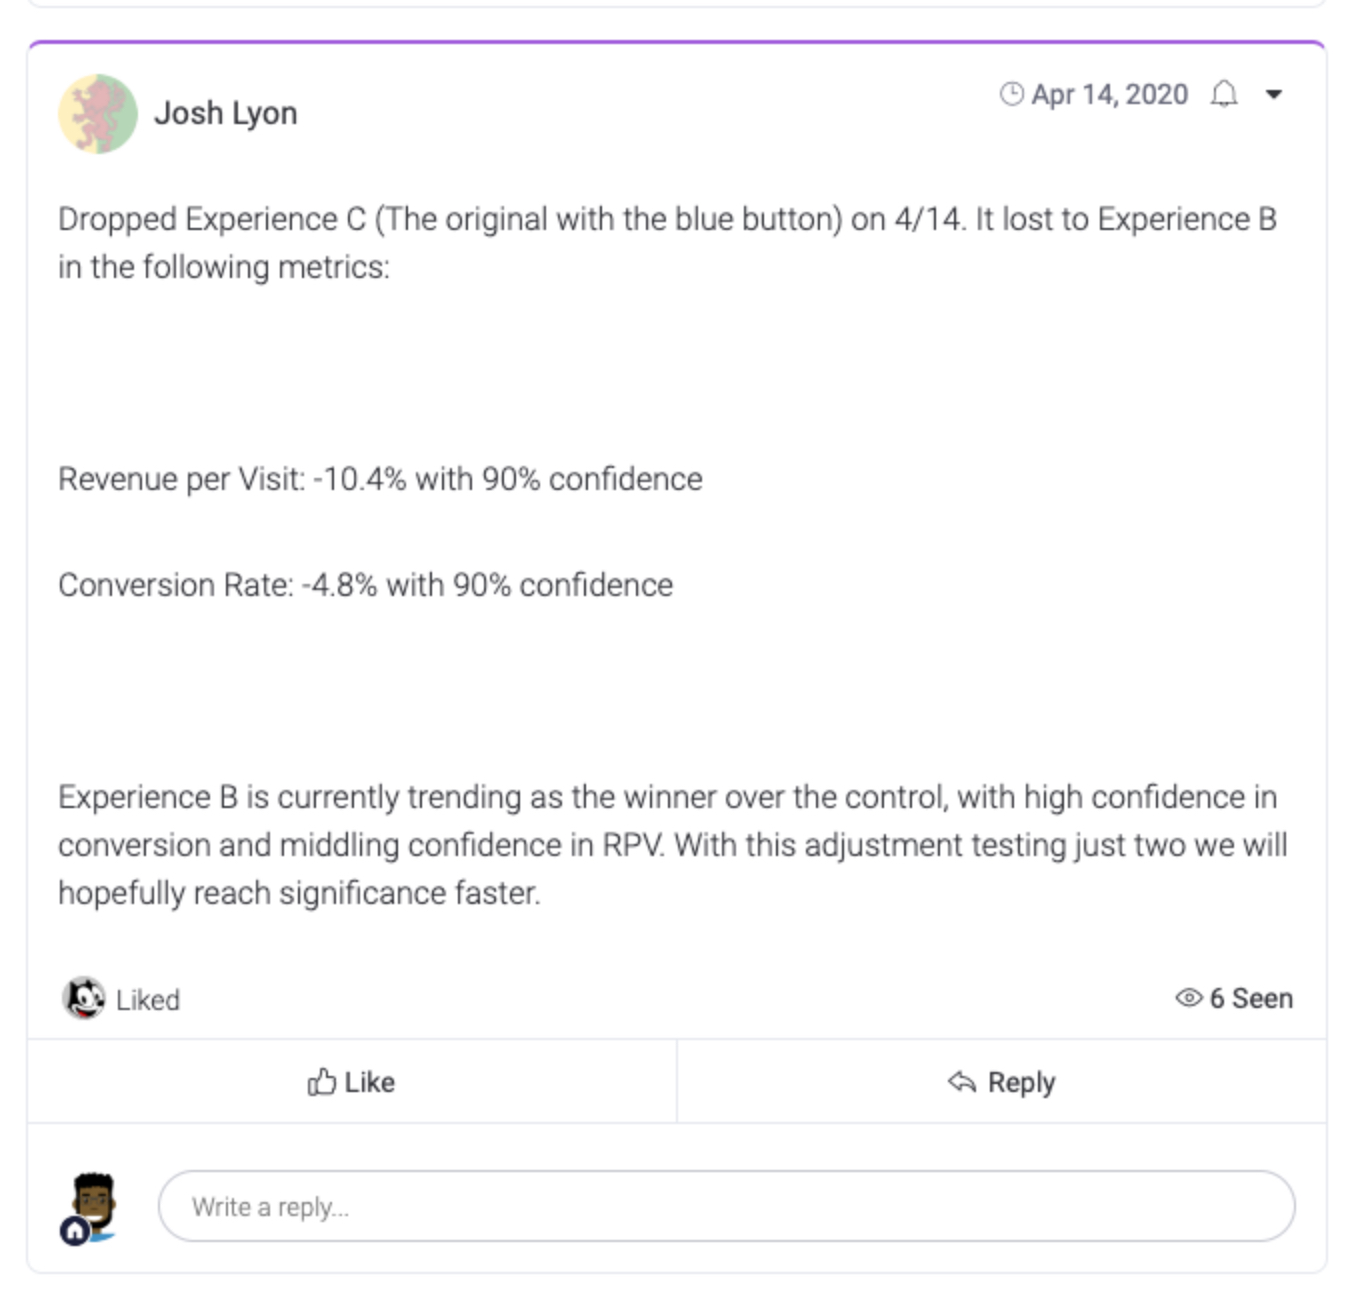 Josh Lyon
Apr 14, 2020
Dropped Experience C (The original with the blue button) on 4/14. It lost to Experience B
in the following metrics:
Revenue per Visit: -10.4% with 90% confidence
Conversion Rate: -4.8% with 90% confidence
Experience B is currently trending as the winner over the control, with high confidence in
conversion and middling confidence in RPV. With this adjustment testing just two we will
hopefully reach significance faster.
Liked
6 Seen
Like
Reply
Write a reply...